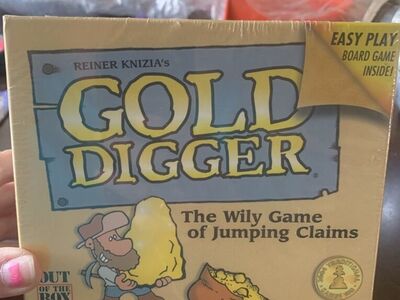 EASY PLAY
BOARD GAME
INSIDE!
REINER KNIZIA's
GOLD
DIGGER
The Wily Game
of Jumping Claims
OUT
OF THE
BOX